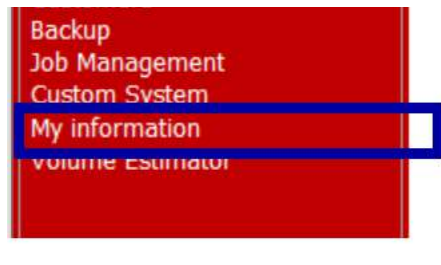 Backup
Job Management
Custom System
My information
Volume Estimator